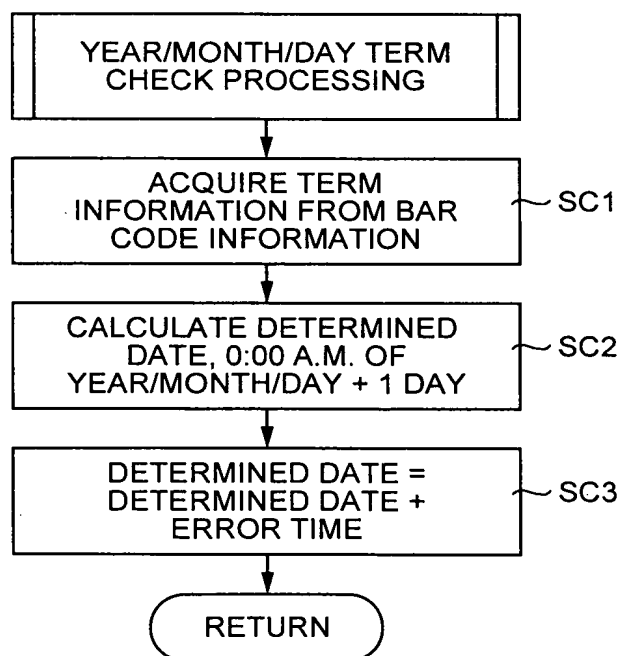 YEAR/MONTH/DAY TERM
CHECK PROCESSING
ACQUIRE TERM
INFORMATION FROM BAR
CODE INFORMATION
SC1
CALCULATE DETERMINED
DATE, 0:00 A.M. OF
YEAR/MONTH/DAY + 1 DAY
SC2
DETERMINED DATE =
DETERMINED DATE +
ERROR TIME
SC3
RETURN